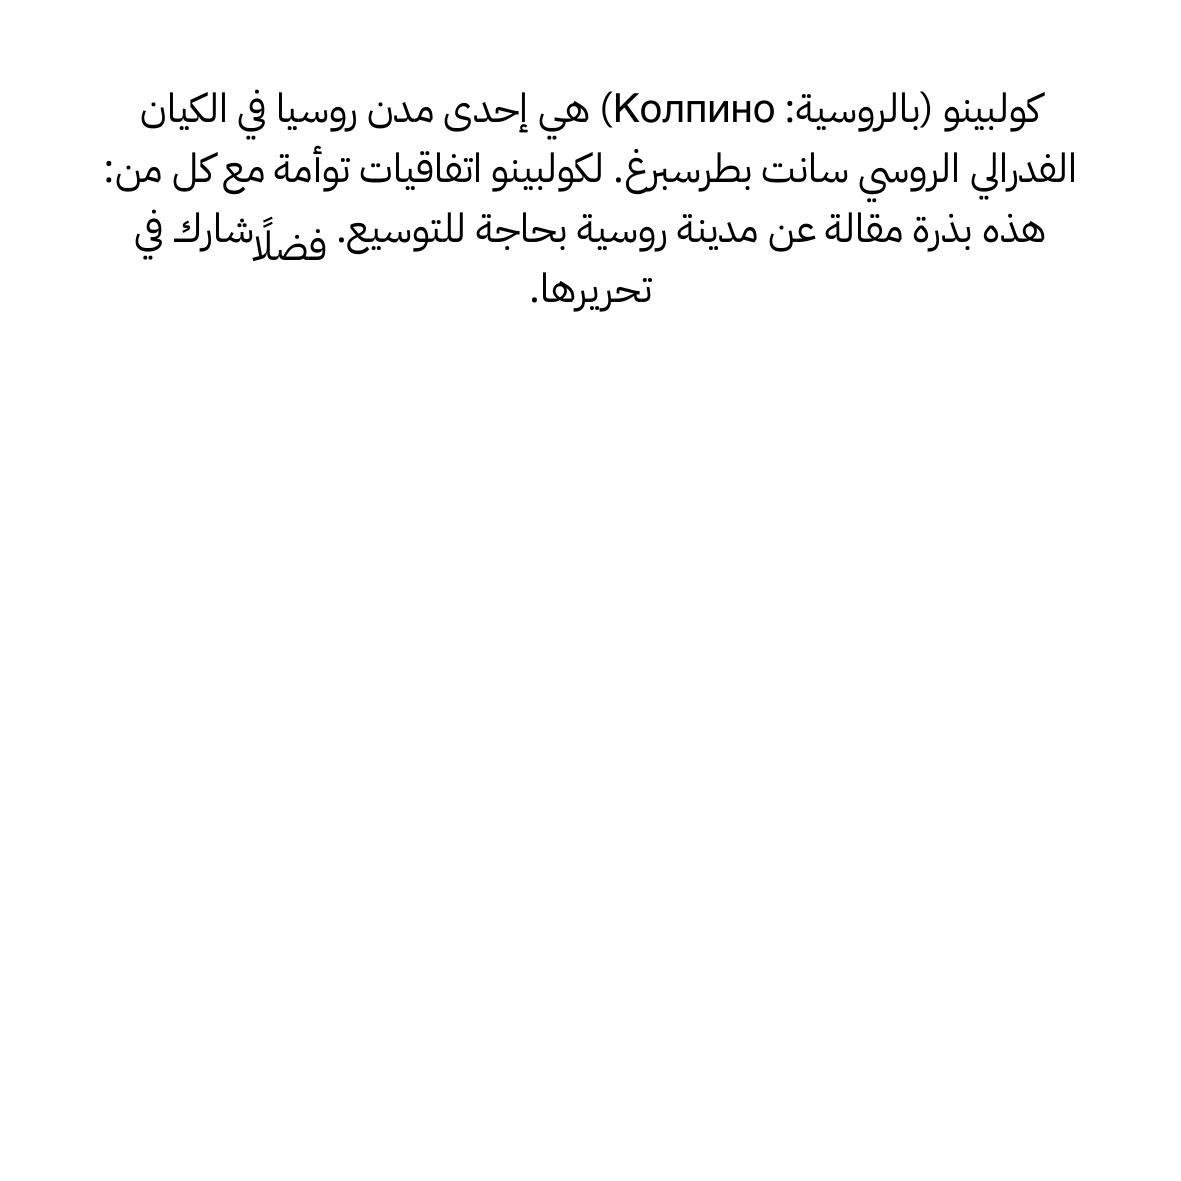 كولبينو (بالروسية: Колпино) هي إحدى مدن روسيا في الكيان
الفدرالي الروسي سانت بطرسبرغ. لكولبينو اتفاقيات توأمة مع كل من:
هذه بذرة مقالة عن مدينة روسية بحاجة للتوسيع. فضلًا شارك في
تحريرها.